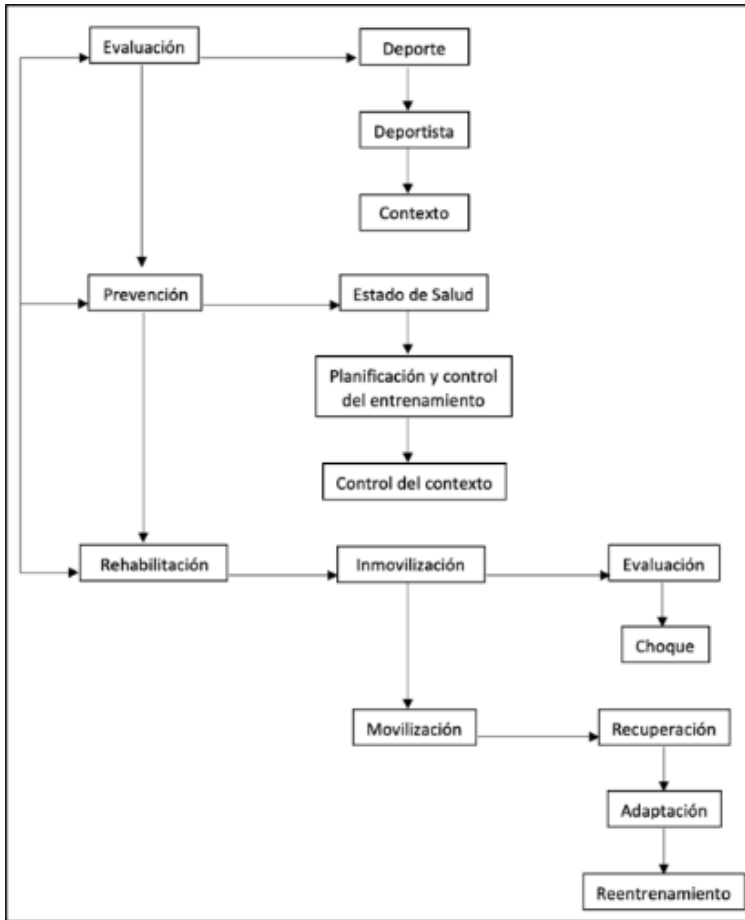 Evaluación
Deporte
Deportista
Contexto
Prevención
Estado de Salud
Planificación y control
del entrenamiento
Control del contexto
Rehabilitación
Inmovilización
Evaluación
Choque
Movilización
Recuperación
Adaptación
Reentrenamiento